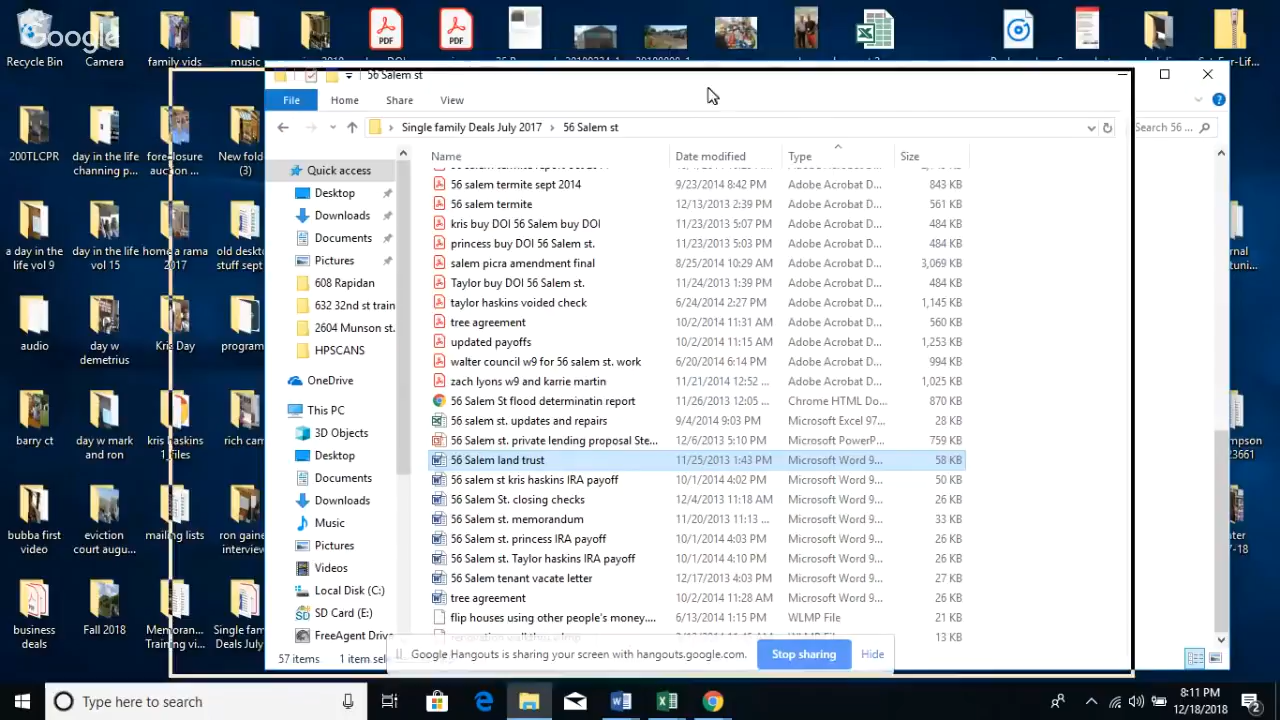 Google
Recycle Bin
Camera
family vids
music
56 Salem st
File
Home
Share
View
Single family Deals July 2017
56 Salem st
Search 56 ...
200TLCPR
day in the life channing p...
foreclosure auction ...
New fold (3)
Quick access
Desktop
Downloads
Documents
Pictures
608 Rapidan
632 32nd st train
2604 Munson st.
HPSCANS
OneDrive
This PC
3D Objects
Desktop
Documents
Downloads
Music
Pictures
Videos
Local Disk (C:)
SD Card (E:)
FreeAgent Driv
Name Date modified Type Size
56 salem termite sept 2014 9/23/2014 8:42 PM Adobe Acrobat D... 843 KB
56 salem termite 12/13/2013 2:39 PM Adobe Acrobat D... 561 KB
kris buy DOI 56 Salem buy DOI 11/23/2013 5:07 PM Adobe Acrobat D... 484 KB
princess buy DOI 56 Salem st. 11/23/2013 5:03 PM Adobe Acrobat D... 484 KB
salem picra amendment final 8/25/2014 10:29 AM Adobe Acrobat D... 3,069 KB
Taylor buy DOI 56 Salem st. 11/24/2013 1:39 PM Adobe Acrobat D... 484 KB
taylor haskins voided check 6/24/2014 2:27 PM Adobe Acrobat D... 1,145 KB
tree agreement 10/2/2014 11:31 AM Adobe Acrobat D... 560 KB
updated payoffs 10/2/2014 11:15 AM Adobe Acrobat D... 1,253 KB
walter council w9 for 56 salem st. work 6/20/2014 6:14 PM Adobe Acrobat D... 994 KB
zach lyons w9 and karrie martin 11/21/2014 12:52 ... Adobe Acrobat D... 1,025 KB
56 Salem St flood determinatin report 11/26/2013 12:05 ... Chrome HTML Do... 870 KB
56 salem st. updates and repairs 9/4/2014 9:03 PM Microsoft Excel 97... 28 KB
56 Salem st. private lending proposal Ste... 12/6/2013 5:10 PM Microsoft PowerP... 759 KB
56 Salem land trust 11/25/2013 1:43 PM Microsoft Word 9... 58 KB
56 salem st kris haskins IRA payoff 10/1/2014 4:02 PM Microsoft Word 9... 50 KB
56 Salem St. closing checks 12/4/2013 11:18 AM Microsoft Word 9... 26 KB
56 Salem st. memorandum 11/20/2013 11:13 ... Microsoft Word 9... 33 KB
56 Salem st. princess IRA payoff 10/1/2014 4:03 PM Microsoft Word 9... 26 KB
56 Salem st. Taylor haskins IRA payoff 10/1/2014 4:10 PM Microsoft Word 9... 26 KB
56 Salem tenant vacate letter 12/17/2013 4:03 PM Microsoft Word 9... 27 KB
tree agreement 10/2/2014 11:28 AM Microsoft Word 9... 26 KB
flip houses using other people's money.... 6/13/2014 1:15 PM WLMP File 1 KB
13 KB
a day in the life vol 9
day in the life vol 15
home a rama 2017
old deskto stuff sept
audio
day w demetrius
Kris Day
program
barry ct
day w mark and ron
kris haskins 1_files
rich cam
bubba first video
eviction court augu...
mailing lists
ron gaine interview
business deals
Fall 2018
Memoran... Training vi...
Single fam Deals July
57 items
1 item sele
Google Hangouts is sharing your screen with hangouts.google.com.
Stop sharing
Hide
Type here to search
8:11 PM
12/18/2018
2